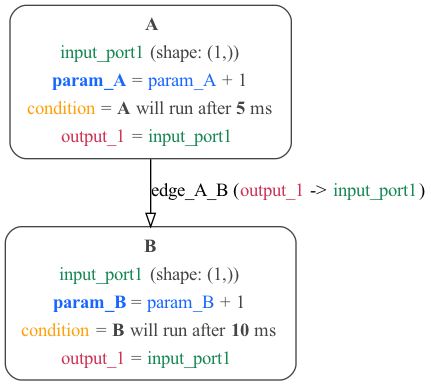 A
input_port1 (shape: (1,))
param_A = param_A + 1
condition = A will run after 5 ms
output_1 = input_port1
edge_A_B (output_1 -> input_port1)
B
input_port1 (shape: (1,))
param_B = param_B + 1
condition = B will run after 10 ms
output_1 = input_port1